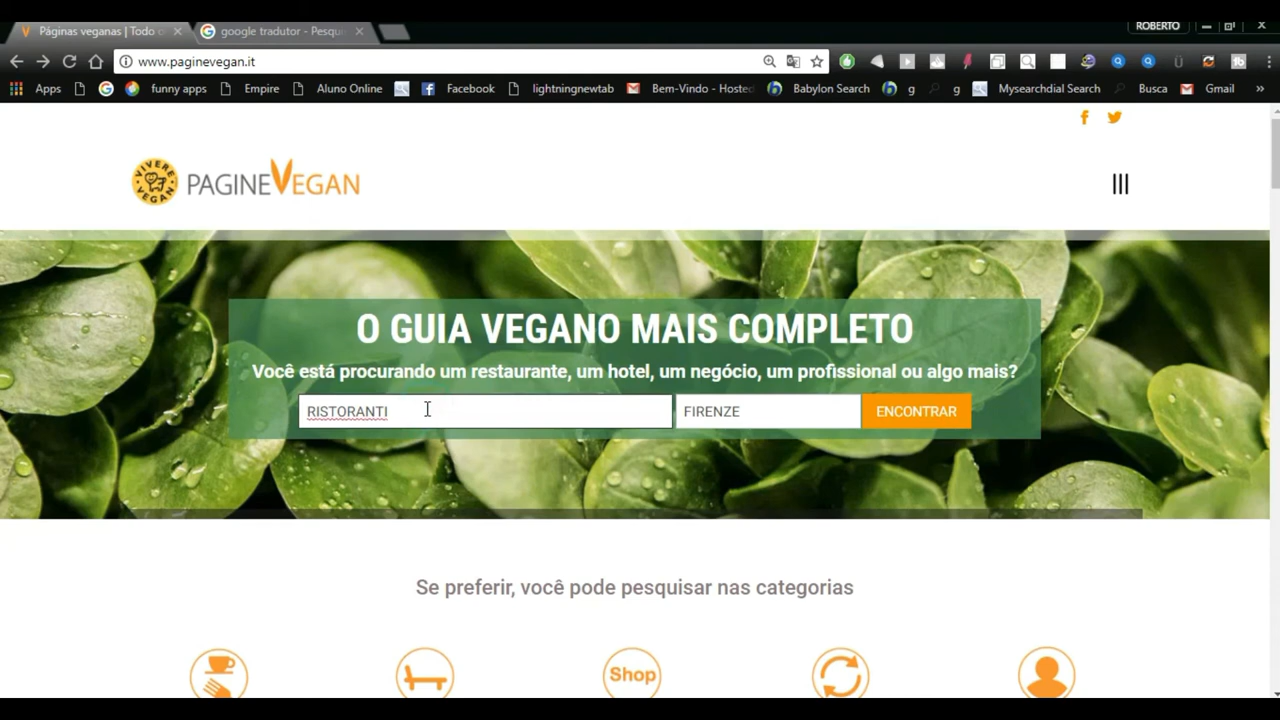 Páginas veganas | Todo o
google tradutor - Pesqu
ROBERTO
www.paginevegan.it
Apps
funny apps
Empire
Aluno Online
Facebook
lightningnewtab
Bem-Vindo - Hosted
Babylon Search
g
g
Mysearchdial Search
Busca
Gmail
»
VIVERE VEGAN
PAGINEVEGAN
O GUIA VEGANO MAIS COMPLETO
Você está procurando um restaurante, um hotel, um negócio, um profissional ou algo mais?
RISTORANTI
FIRENZE
ENCONTRAR
Se preferir, você pode pesquisar nas categorias
Shop